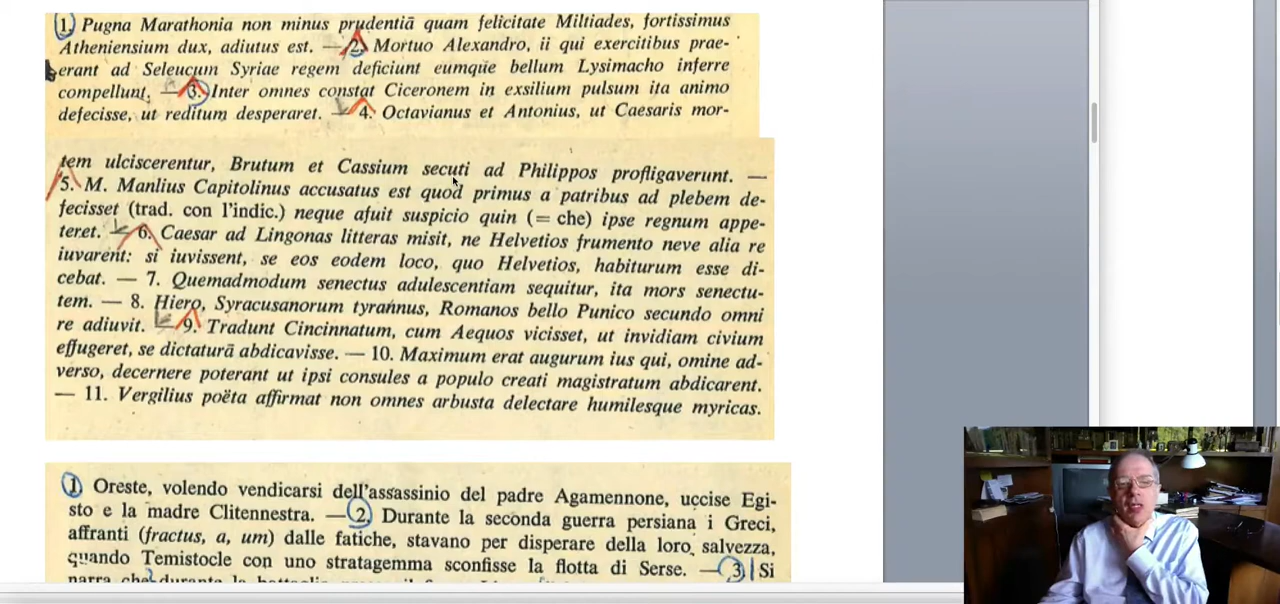 1. Pugna Marathonia non minus prudentiā quam felicitate Miltiades, fortissimus
Atheniensium dux, adiutus est. — 2. Mortuo Alexandro, ii qui exercitibus prae-
erant ad Seleucum Syriae regem deficiunt eumque bellum Lysimacho inferre
compellunt. — 3. Inter omnes constat Ciceronem in exsilium pulsum ita animo
defecisse, ut reditum desperaret. — 4. Octavianus et Antonius, ut Caesaris mor-
tem ulciscerentur, Brutum et Cassium secuti ad Philippos profligaverunt. —
5. M. Manlius Capitolinus accusatus est quod primus a patribus ad plebem de-
fecisset (trad. con l'indic.) neque afuit suspicio quin (= che) ipse regnum appe-
teret. — 6. Caesar ad Lingonas litteras misit, ne Helvetios frumento neve alia re
iuvarent: si iuvissent, se eos eodem loco, quo Helvetios, habiturum esse di-
cebat. — 7. Quemadmodum senectus adulescentiam sequitur, ita mors senectu-
tem. — 8. Hiero, Syracusanorum tyrannus, Romanos bello Punico secundo omni
re adiuvit. — 9. Tradunt Cincinnatum, cum Aequos vicisset, ut invidiam civium
effugeret, se dictaturā abdicavisse. — 10. Maximum erat augurum ius qui, omine ad-
verso, decernere poterant ut ipsi consules a populo creati magistratum abdicarent.
— 11. Vergilius poëta affirmat non omnes arbusta delectare humilesque myricas.
1 Oreste, volendo vendicarsi dell'assassinio del padre Agamennone, uccise Egi-
sto e la madre Clitennestra. — 2. Durante la seconda guerra persiana i Greci,
affranti (fractus, a, um) dalle fatiche, stavano per disperare della loro salvezza,
quando Temistocle con uno stratagemma sconfisse la flotta di Serse. — 3 Si
narra che durante la